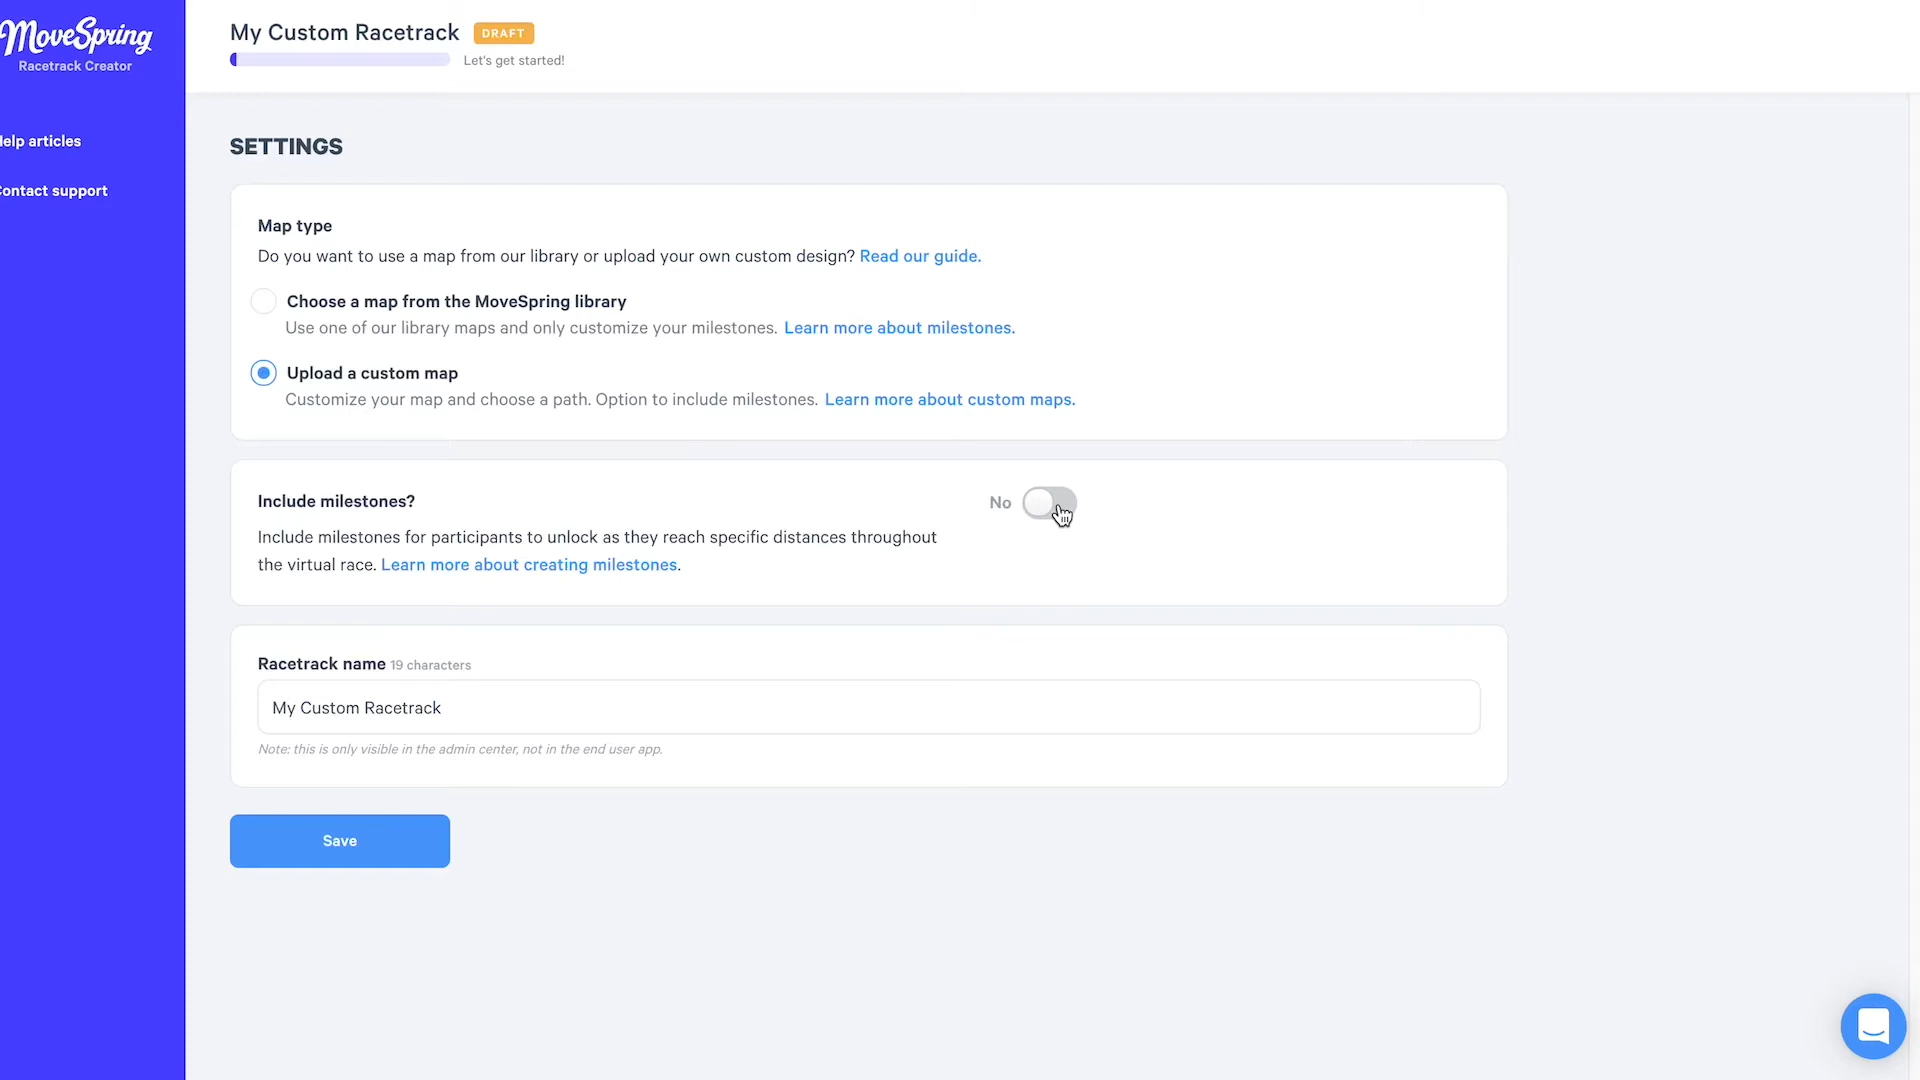 MoveSpring
Racetrack Creator
Help articles
Contact support
My Custom Racetrack DRAFT
Let's get started!
SETTINGS
Map type
Do you want to use a map from our library or upload your own custom design? Read our guide.
Choose a map from the MoveSpring library
Use one of our library maps and only customize your milestones. Learn more about milestones.
Upload a custom map
Customize your map and choose a path. Option to include milestones. Learn more about custom maps.
Include milestones? No
Include milestones for participants to unlock as they reach specific distances throughout
the virtual race. Learn more about creating milestones.
Racetrack name 19 characters
My Custom Racetrack
Note: this is only visible in the admin center, not in the end user app.
Save